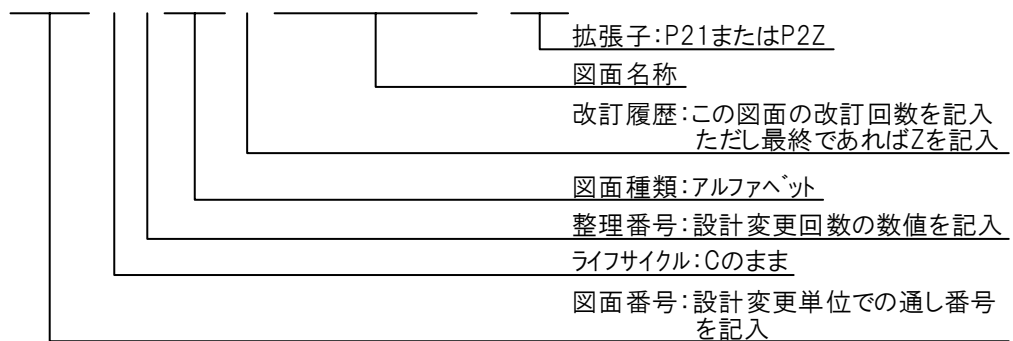 拡張子:P21またはP2Z
図面名称
改訂履歴:この図面の改訂回数を記入
ただし最終であればZを記入
図面種類:アルファベット
整理番号:設計変更回数の数値を記入
ライフサイクル:Cのまま
図面番号:設計変更単位での通し番号
を記入